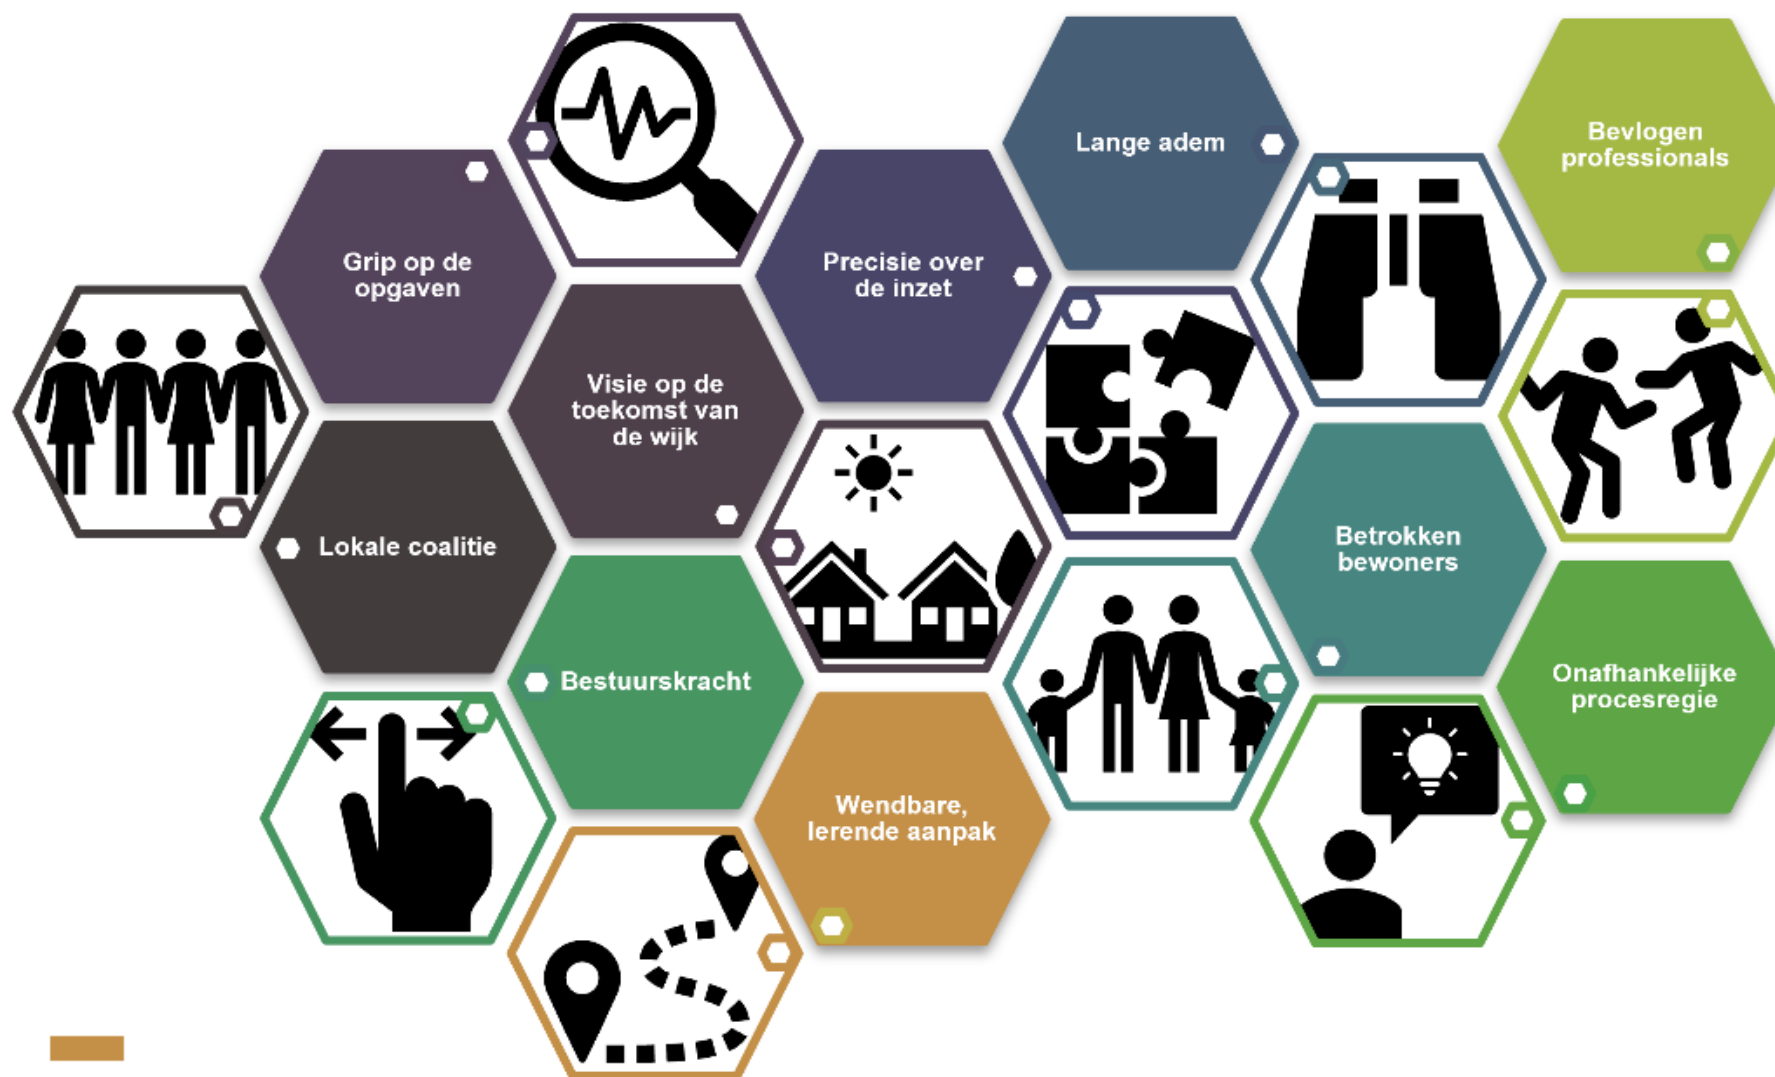 Lange adem
Bevlogen
professionals
Grip op de
opgaven
Precisie over
de inzet
Visie op de
toekomst van
de wijk
Lokale coalitie
Betrokken
bewoners
Bestuurskracht
Onafhankelijke
procesregie
Wendbare,
lerende aanpak